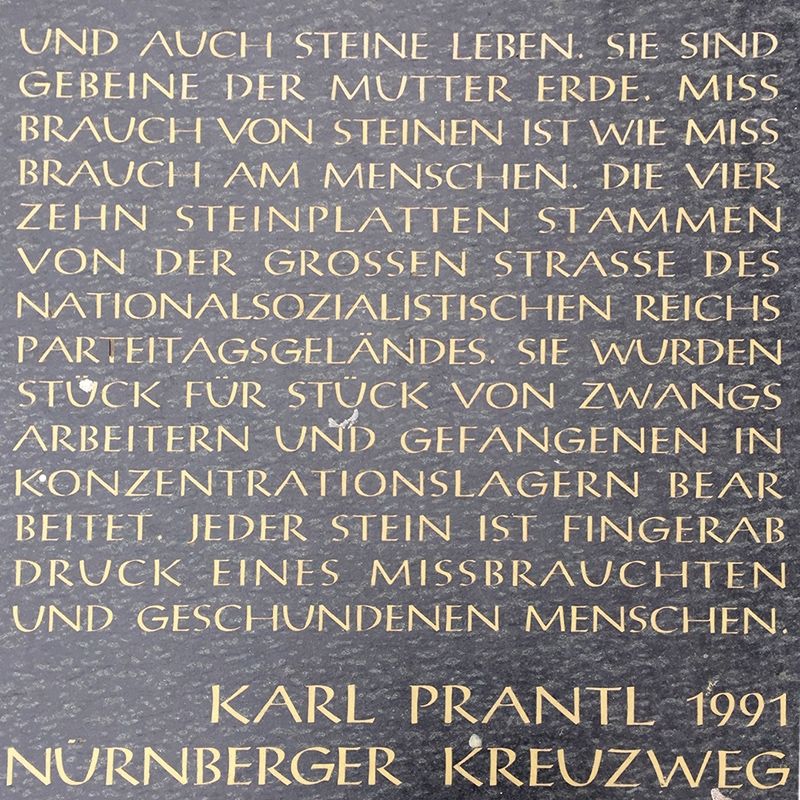 UND AUCH STEINE LEBEN. SIE SIND
GEBEINE DER MUTTER ERDE. MISS
BRAUCH VON STEINEN IST WIE MISS
BRAUCH AM MENSCHEN. DIE VIER
ZEHN STEINPLATTEN STAMMEN
VON DER GROSSEN STRASSE DES
NATIONALSOZIALISTISCHEN REICHS
PARTEITAGSGELÄNDES. SIE WURDEN
STÜCK FÜR STÜCK VON ZWANGS
ARBEITERN UND GEFANGENEN IN
KONZENTRATIONSLAGERN BEAR
BEITET. JEDER STEIN IST FINGERAB
DRUCK EINES MISSBRAUCHTEN
UND GESCHUNDENEN MENSCHEN.
KARL PRANTL 1991
NÜRNBERGER KREUZWEG